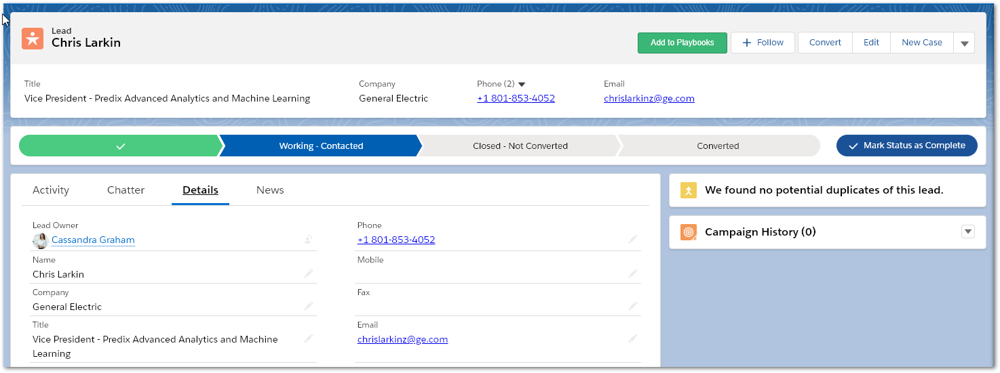 Lead
Chris Larkin
Add to Playbooks
Follow
Convert
Edit
New Case
Title
Company
Phone (2)
Email
Vice President - Predix Advanced Analytics and Machine Learning
General Electric
+1 801-853-4052
chrislarkinz@ge.com
Working - Contacted
Closed - Not Converted
Converted
Mark Status as Complete
Activity
Chatter
Details
News
Lead Owner
Cassandra Graham
Name
Chris Larkin
Company
General Electric
Title
Vice President - Predix Advanced Analytics and Machine
Learning
Phone
+1 801-853-4052
Mobile
Fax
Email
chrislarkinz@ge.com
We found no potential duplicates of this lead.
Campaign History (0)